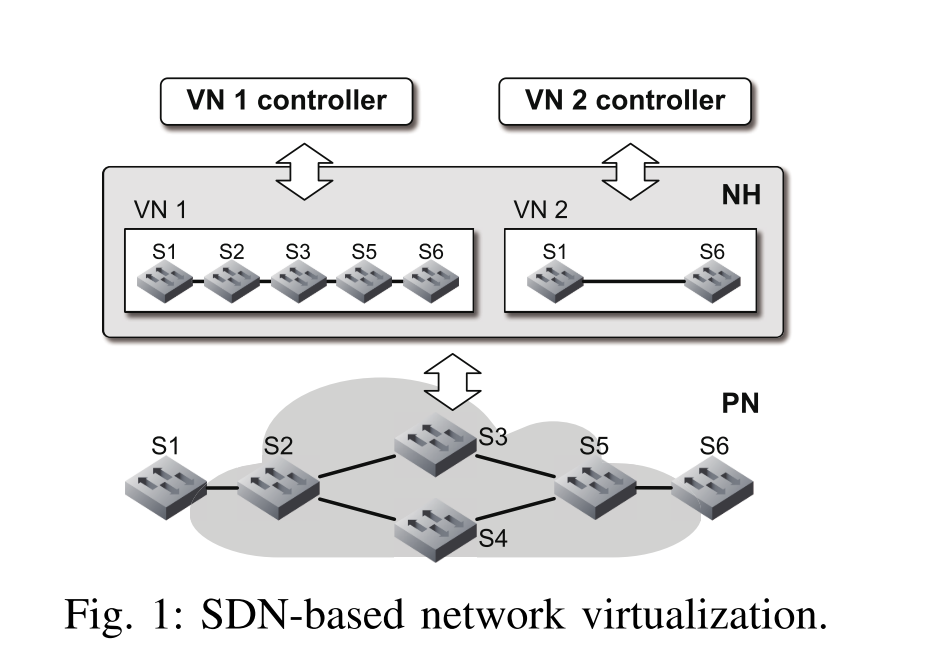 VN 1 controller VN 2 controller
NH
VN 1 VN 2
S1 S2 S3 S5 S6 S1 S6
PN
S3
S1 S2 S5 S6
S4
Fig. 1: SDN-based network virtualization.